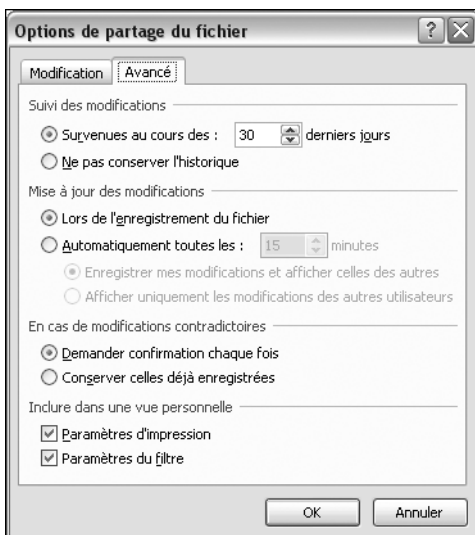 Options de partage du fichier ?
Modification Avancé
Suivi des modifications
Survenues au cours des : 30 derniers jours
Ne pas conserver l'historique
Mise à jour des modifications
Lors de l'enregistrement du fichier
Automatiquement toutes les : 15 minutes
Enregistrer mes modifications et afficher celles des autres
Afficher uniquement les modifications des autres utilisateurs
En cas de modifications contradictoires
Demander confirmation chaque fois
Conserver celles déjà enregistrées
Inclure dans une vue personnelle
Paramètres d'impression
Paramètres du filtre
OK Annuler